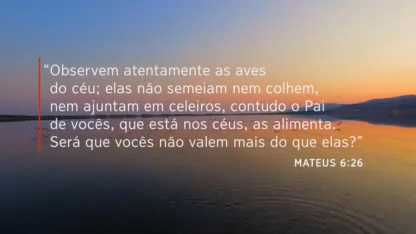 “Observem atentamente as aves
do céu; elas não semeiam nem colhem,
nem ajuntam em celeiros, contudo o Pai
de vocês, que está nos céus, as alimenta.
Será que vocês não valem mais do que elas?”
MATEUS 6:26